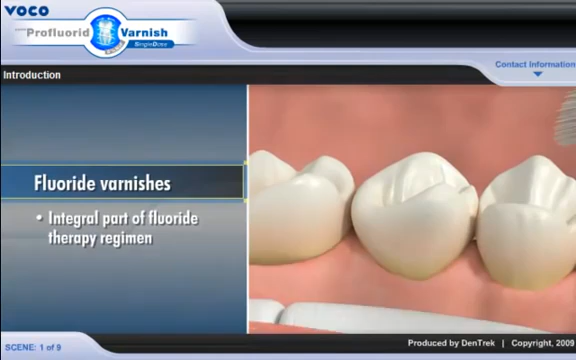 VOCO
Profluorid Varnish
SingleDose
Contact Information
Introduction
Fluoride varnishes
• Integral part of fluoride
therapy regimen
SCENE: 1 of 9
Produced by DenTrek | Copyright, 2009